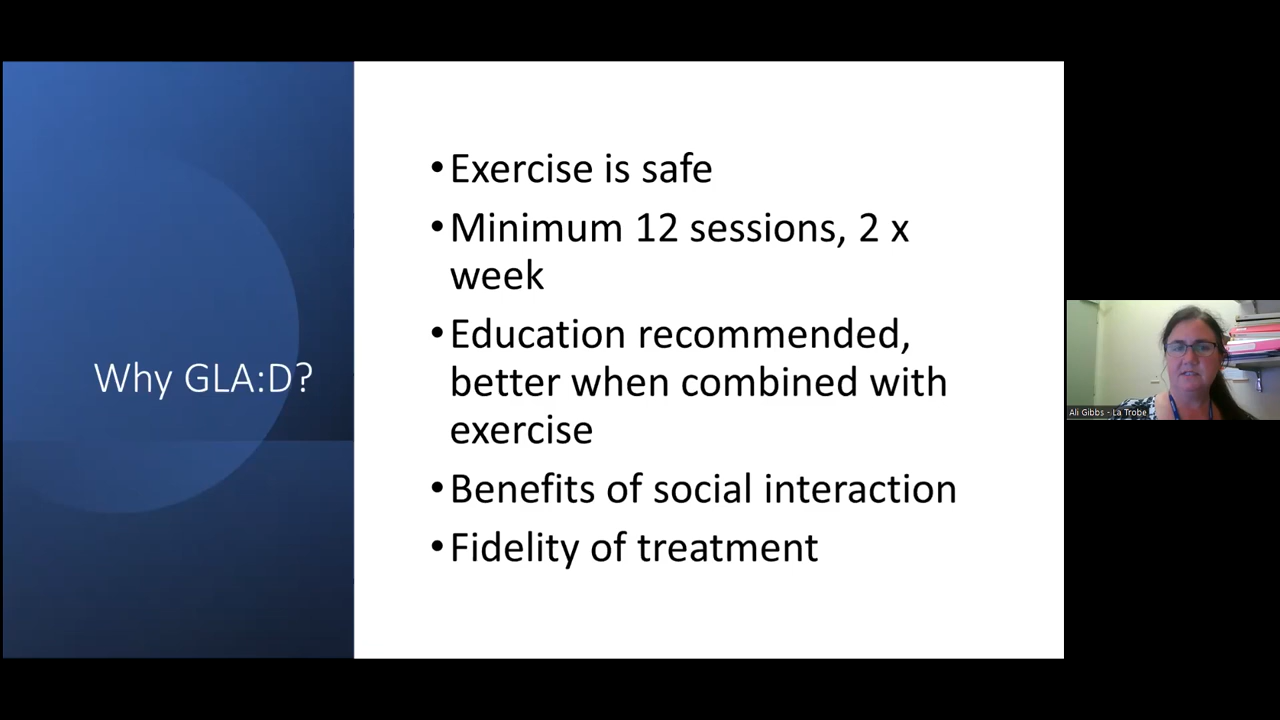 Why GLA:D?
•Exercise is safe
•Minimum 12 sessions, 2 x
week
•Education recommended,
better when combined with
exercise
•Benefits of social interaction
•Fidelity of treatment
Ali Gibbs - La Trobe